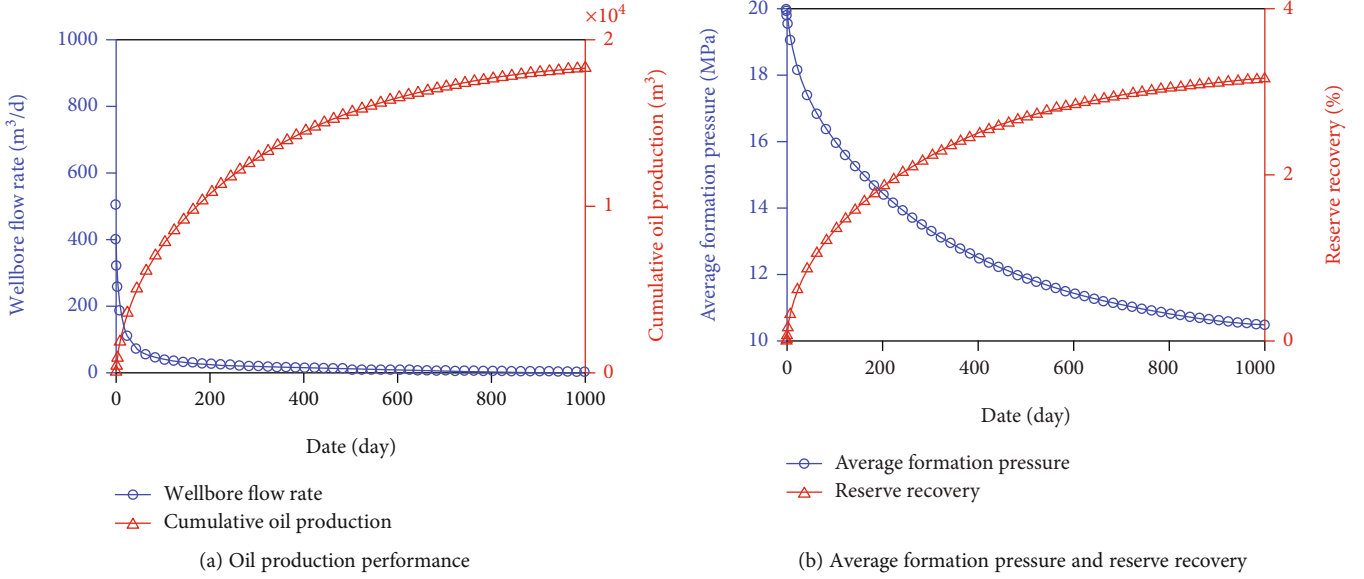 ×10⁴
1000
800
600
400
200
0
Wellbore flow rate (m³/d)
2
1
0
Cumulative oil production (m³)
0 200 400 600 800 1000
Date (day)
Wellbore flow rate
Cumulative oil production
(a) Oil production performance
20
18
16
14
12
10
Average formation pressure (MPa)
4
2
0
Reserve recovery (%)
0 200 400 600 800 1000
Date (day)
Average formation pressure
Reserve recovery
(b) Average formation pressure and reserve recovery